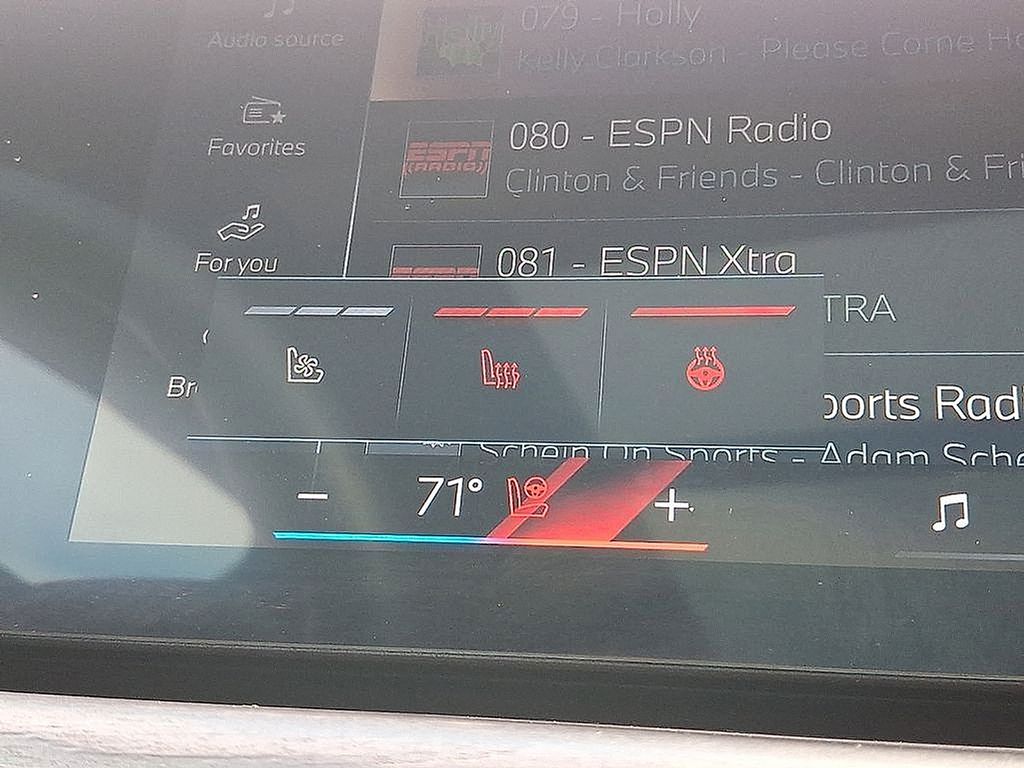 079 - Holly
Audio source
Kelly Clarkson - Please Come
080 - ESPN Radio
ESPN
Favorites
(RADIO)
Clinton & Friends - Clinton & Fri
081 - ESPN Xtra
For you
TRA
Br
ports Radi
Schein On Sports - Adam Sche
− 71° +